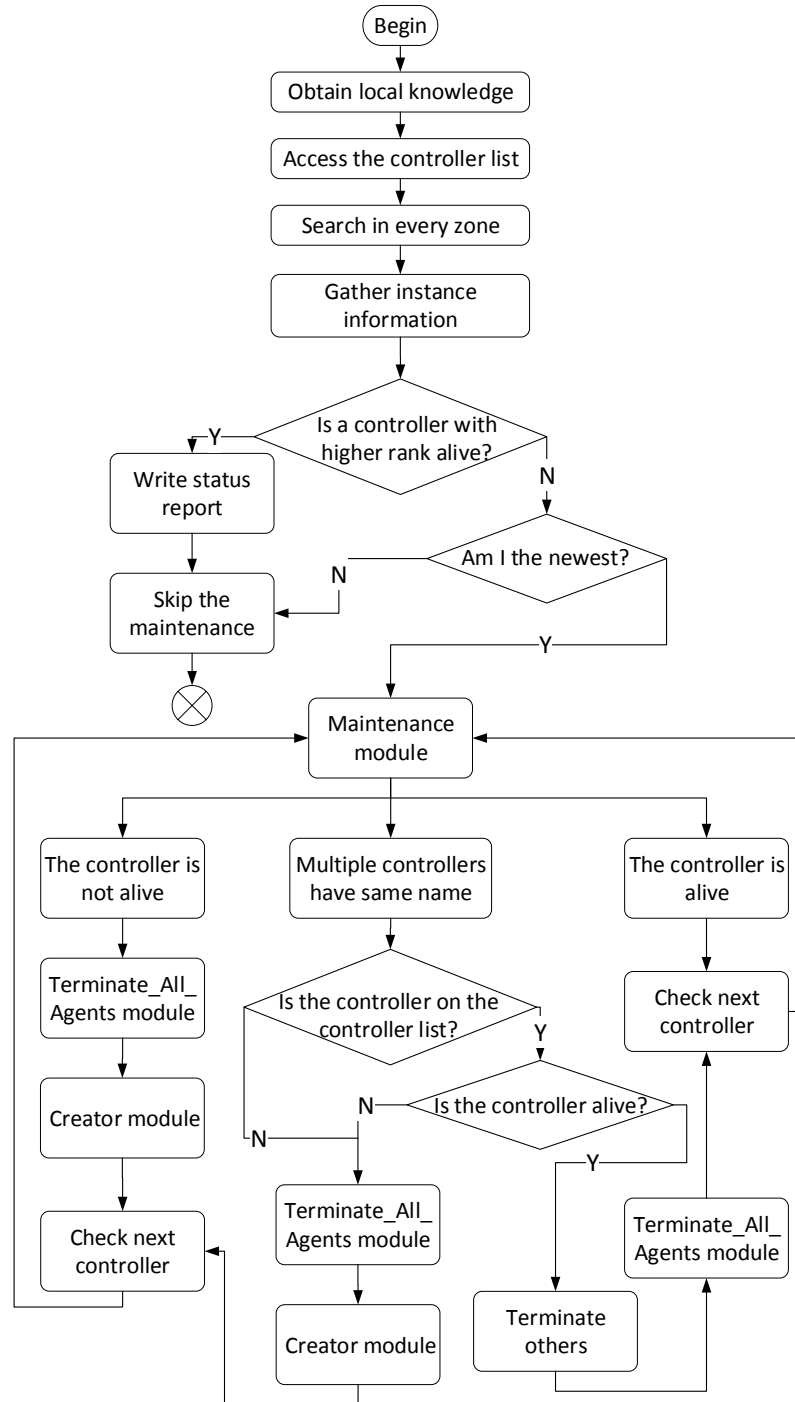 Begin
Obtain local knowledge
Access the controller list
Search in every zone
Gather instance
information
Is a controller with
higher rank alive?
Y
N
Write status
report
Am I the newest?
N
Skip the
maintenance
Y
Maintenance
module
The controller is
not alive
Multiple controllers
have same name
The controller is
alive
Terminate_All_
Agents module
Is the controller on the
controller list?
Check next
controller
Y
Creator module
N
Is the controller alive?
N
Y
Terminate_All_
Agents module
Terminate_All_
Agents module
Check next
controller
Creator module
Terminate
others